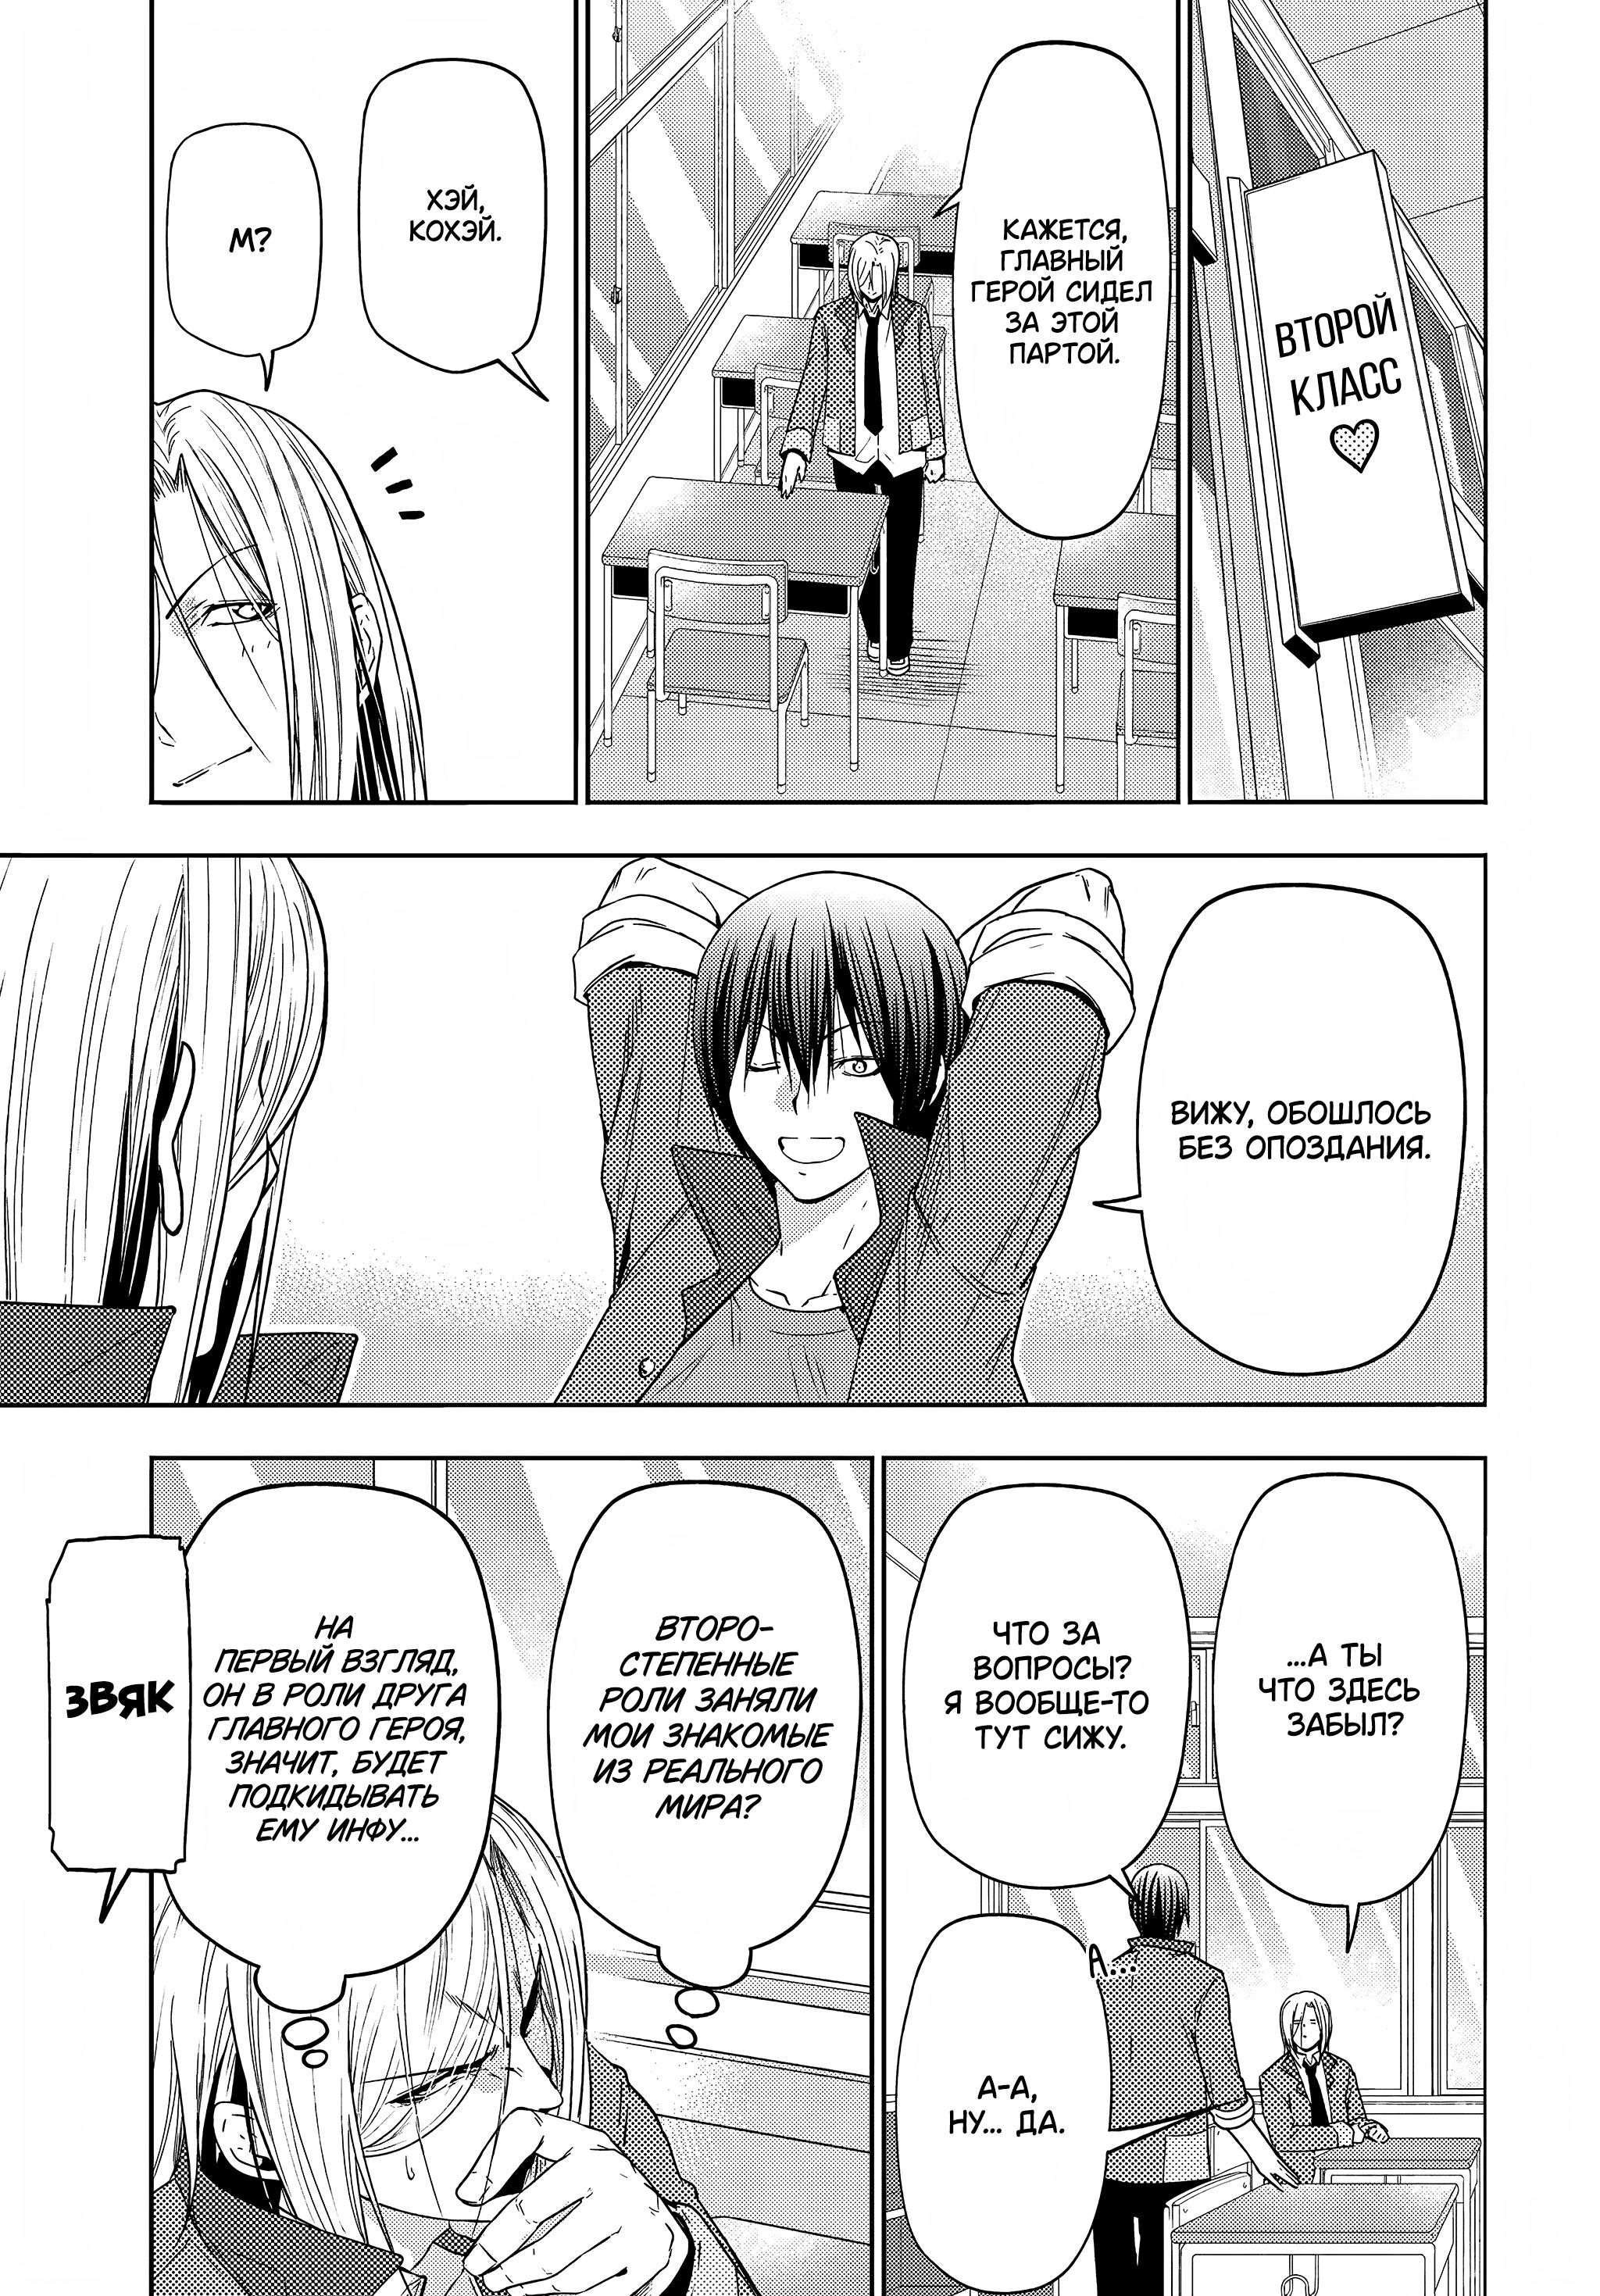 ВТОРОЙ
КЛАСС
КАЖЕТСЯ,
ГЛАВНЫЙ
ГЕРОЙ СИДЕЛ
ЗА ЭТОЙ
ПАРТОЙ.
ХЭЙ,
КОХЭЙ.
М?
ВИЖУ, ОБОШЛОСЬ
БЕЗ ОПОЗДАНИЯ.
...А ТЫ
ЧТО ЗДЕСЬ
ЗАБЫЛ?
ЧТО ЗА
ВОПРОСЫ?
Я ВООБЩЕ-ТО
ТУТ СИЖУ.
А...
А-А,
НУ... ДА.
ВТОРО-
СТЕПЕННЫЕ
РОЛИ ЗАНЯЛИ
МОИ ЗНАКОМЫЕ
ИЗ РЕАЛЬНОГО
МИРА?
НА
ПЕРВЫЙ ВЗГЛЯД,
ОН В РОЛИ ДРУГА
ГЛАВНОГО ГЕРОЯ,
ЗНАЧИТ, БУДЕТ
ПОДКИДЫВАТЬ
ЕМУ ИНФУ...
ЗВЯК